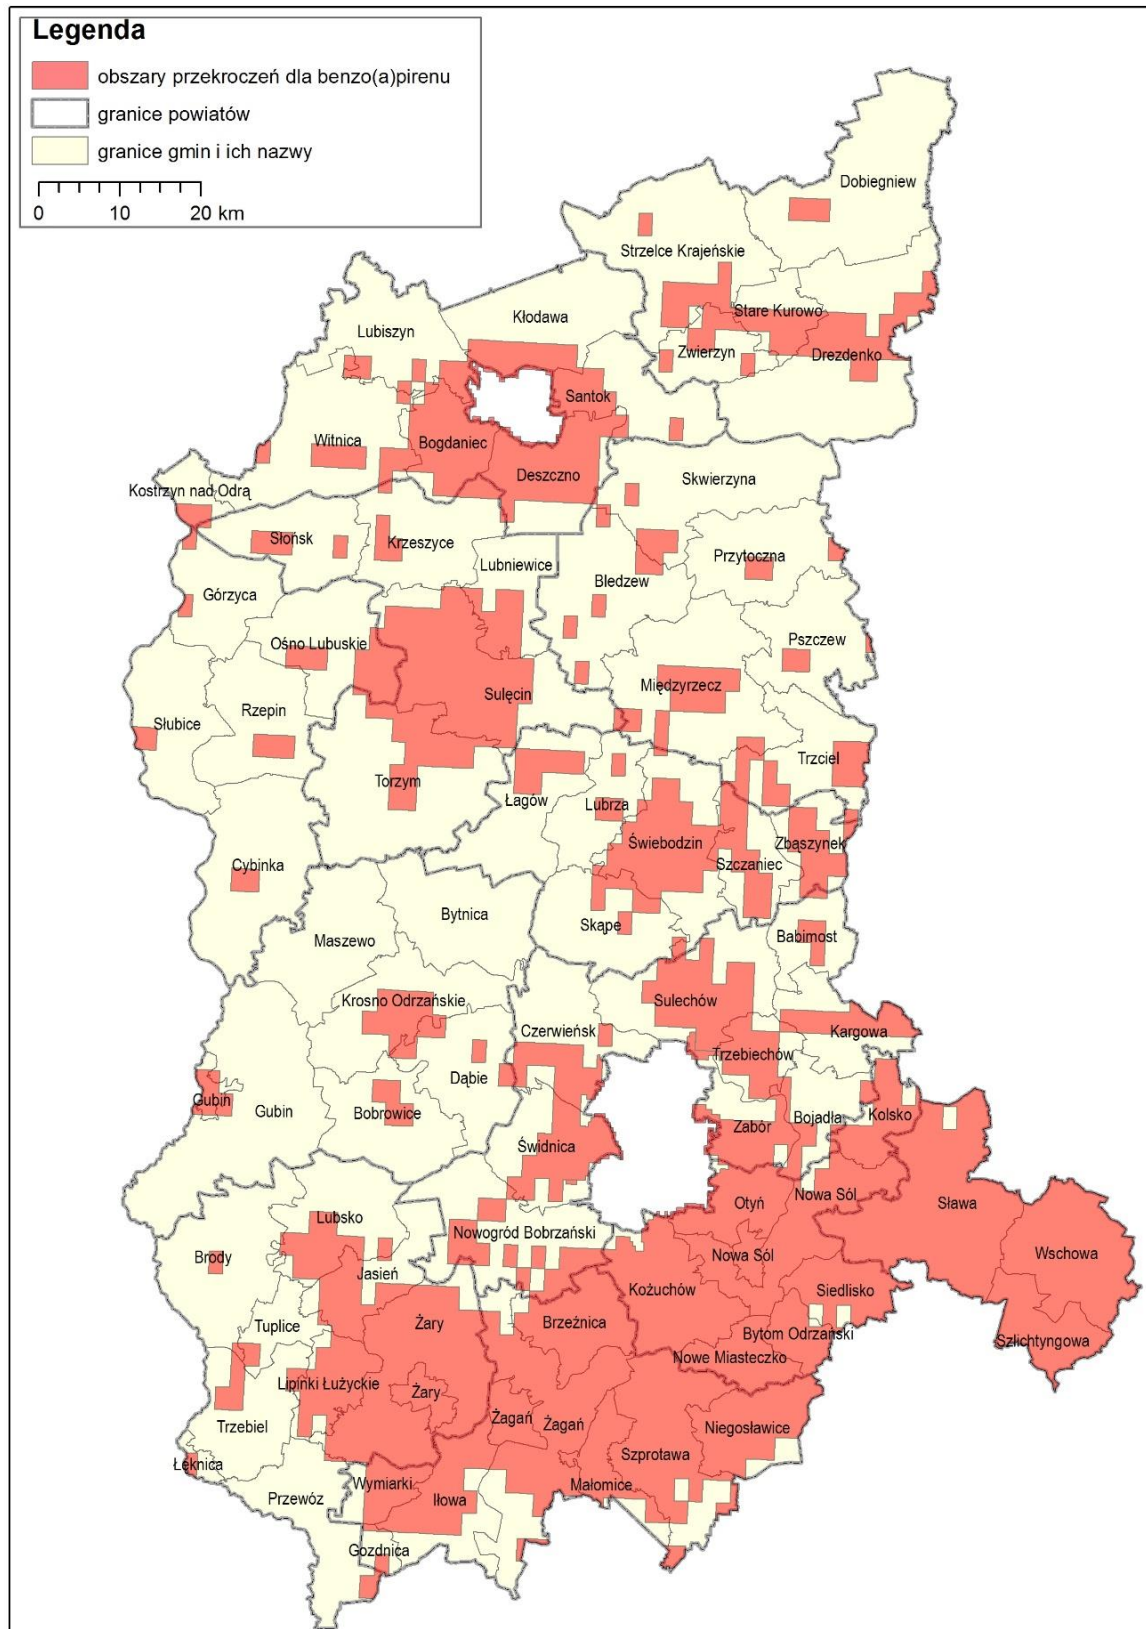 Legenda
obszary przekroczeń dla benzo(a)pirenu
granice powiatów
granice gmin i ich nazwy
0 10 20 km
Dobiegniew
Strzelce Krajeńskie
Stare Kurowo
Kłodawa
Lubiszyn
Zwierzyn
Drezdenko
Santok
Witnica
Bogdaniec
Deszczno
Skwierzyna
Kostrzyn nad Odrą
Słońsk
Krzeszyce
Przytoczna
Lubniewice
Bledzew
Górzyca
Ośno Lubuskie
Pszczew
Międzyrzecz
Sulęcin
Rzepin
Słubice
Trzciel
Torzym
Łagów
Lubrza
Świebodzin
Zbąszynek
Szczaniec
Cybinka
Bytnica
Skąpe
Babimost
Maszewo
Krosno Odrzańskie
Sulechów
Czerwieńsk
Kargowa
Trzebiechów
Dąbie
Gubin
Gubin
Bobrowice
Bojadła
Kolsko
Zabór
Świdnica
Nowa Sól
Otyń
Sława
Lubsko
Nowogród Bobrzański
Brody
Nowa Sól
Wschowa
Jasień
Kożuchów
Siedlisko
Tuplice
Żary
Brzeźnica
Bytom Odrzański
Szlichtyngowa
Nowe Miasteczko
Lipinki Łużyckie
Żary
Żagań
Żagań
Niegosławice
Trzebiel
Szprotawa
Łęknica
Wymiarki
Małomice
Przewóz
Iłowa
Gozdnica